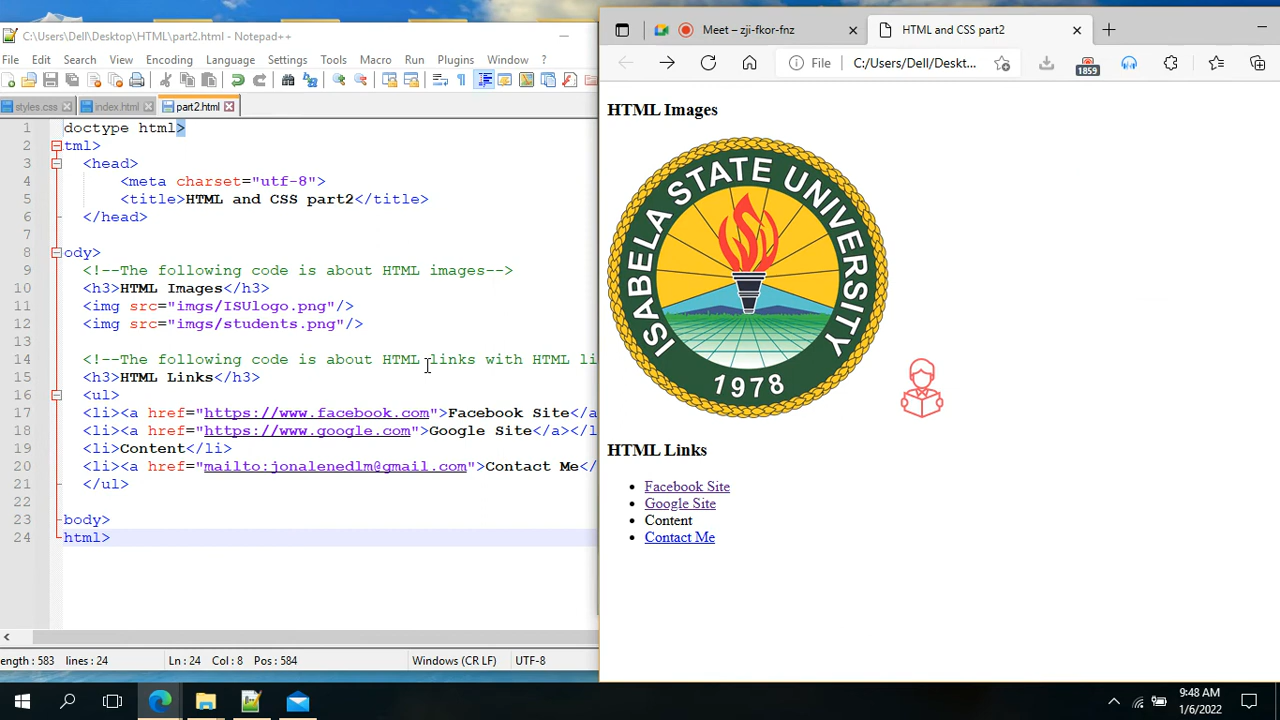 C:\Users\Dell\Desktop\HTML\part2.html - Notepad++
File Edit Search View Encoding Language Settings Tools Macro Run Plugins Window ?
styles.css index.html part2.html
1 doctype html>
2 tml>
3 <head>
4 <meta charset="utf-8">
5 <title>HTML and CSS part2</title>
6 </head>
7
8 ody>
9 <!--The following code is about HTML images-->
10 <h3>HTML Images</h3>
11 <img src="imgs/ISUlogo.png"/>
12 <img src="imgs/students.png"/>
13
14 <!--The following code is about HTML links with HTML li
15 <h3>HTML Links</h3>
16 <ul>
17 <li><a href="https://www.facebook.com">Facebook Site</a
18 <li><a href="https://www.google.com">Google Site</a></l
19 <li>Content</li>
20 <li><a href="mailto:jonalenedlm@gmail.com">Contact Me</
21 </ul>
22
23 body>
24 html>
ength : 583 lines : 24 Ln : 24 Col : 8 Pos : 584 Windows (CR LF) UTF-8
Meet – zji-fkor-fnz HTML and CSS part2
File C:/Users/Dell/Deskt... 1859
HTML Images
ISABELA STATE UNIVERSITY
1978
HTML Links
Facebook Site
Google Site
Content
Contact Me
9:48 AM
1/6/2022